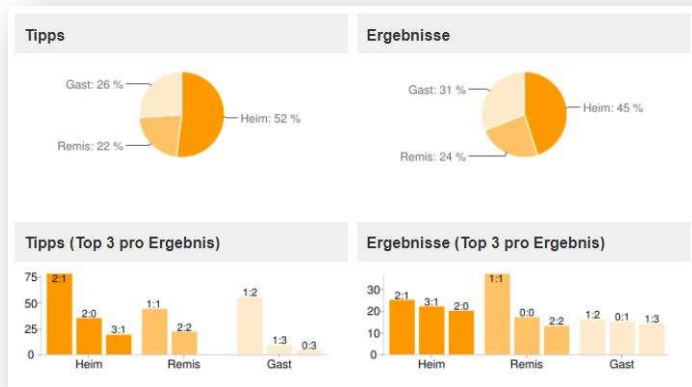 Tipps
Gast: 26 %
Heim: 52 %
Remis: 22 %
Ergebnisse
Gast: 31 %
Heim: 45 %
Remis: 24 %
Tipps (Top 3 pro Ergebnis)
75
50
25
0
2:1
2:0
3:1
1:1
2:2
1:2
1:3
0:3
Heim
Remis
Gast
Ergebnisse (Top 3 pro Ergebnis)
30
20
10
0
2:1
3:1
2:0
1:1
0:0
2:2
1:2
0:1
1:3
Heim
Remis
Gast